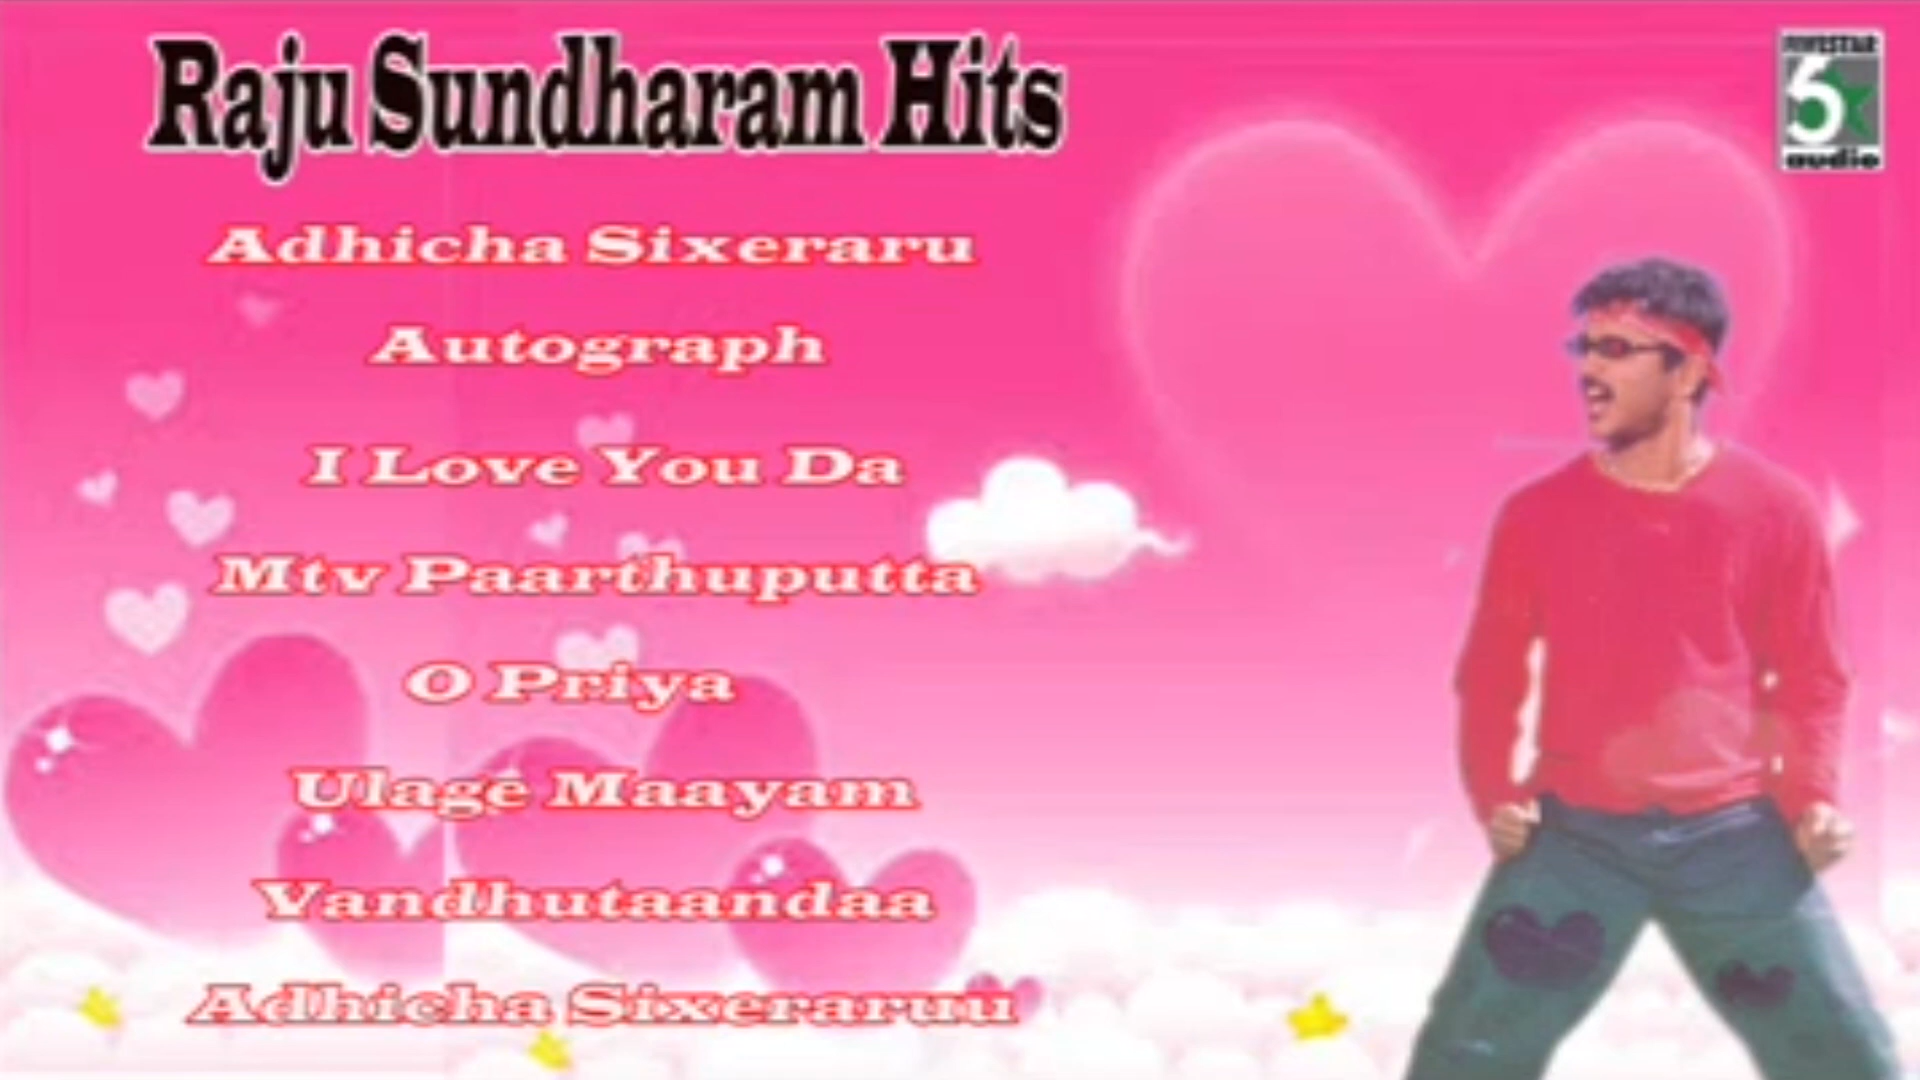 Raju Sundharam Hits
FIVESTAR
5
audio
Adhicha Sixeraru
Autograph
I Love You Da
Mtv Paarthuputta
O Priya
Ulage Maayam
Vandhutaandaa
Adhicha Sixeraruu